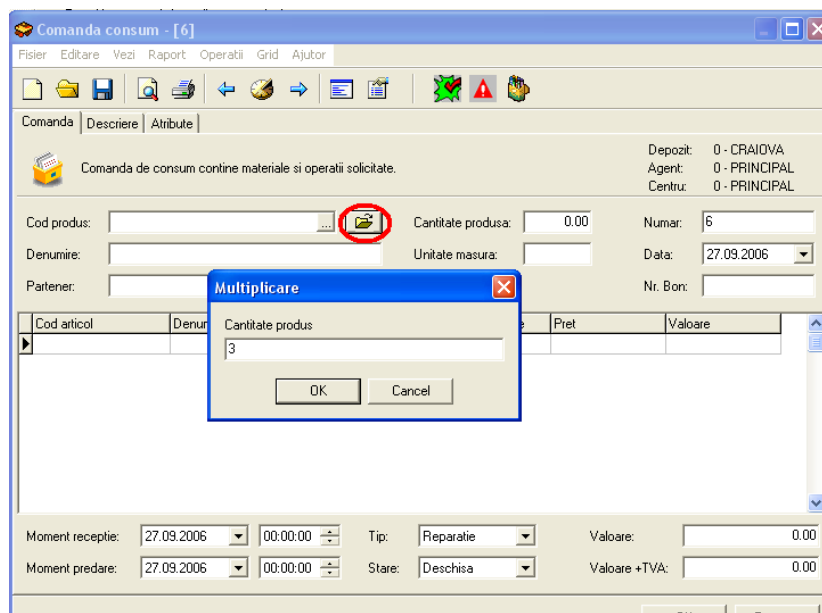 Comanda consum - [6]
Fisier Editare Vezi Raport Operatii Grid Ajutor
Comanda Descriere Atribute
Comanda de consum contine materiale si operatii solicitate.
Depozit: 0 - CRAIOVA
Agent: 0 - PRINCIPAL
Centru: 0 - PRINCIPAL
Cod produs: ... Cantitate produsa: 0.00 Numar: 6
Denumire: Unitate masura: Data: 27.09.2006
Partener: Nr. Bon:
Multiplicare
Cantitate produs
3
OK Cancel
Cod articol Denur Pret Valoare
Moment receptie: 27.09.2006 00:00:00 Tip: Reparatie Valoare: 0.00
Moment predare: 27.09.2006 00:00:00 Stare: Deschisa Valoare +TVA: 0.00